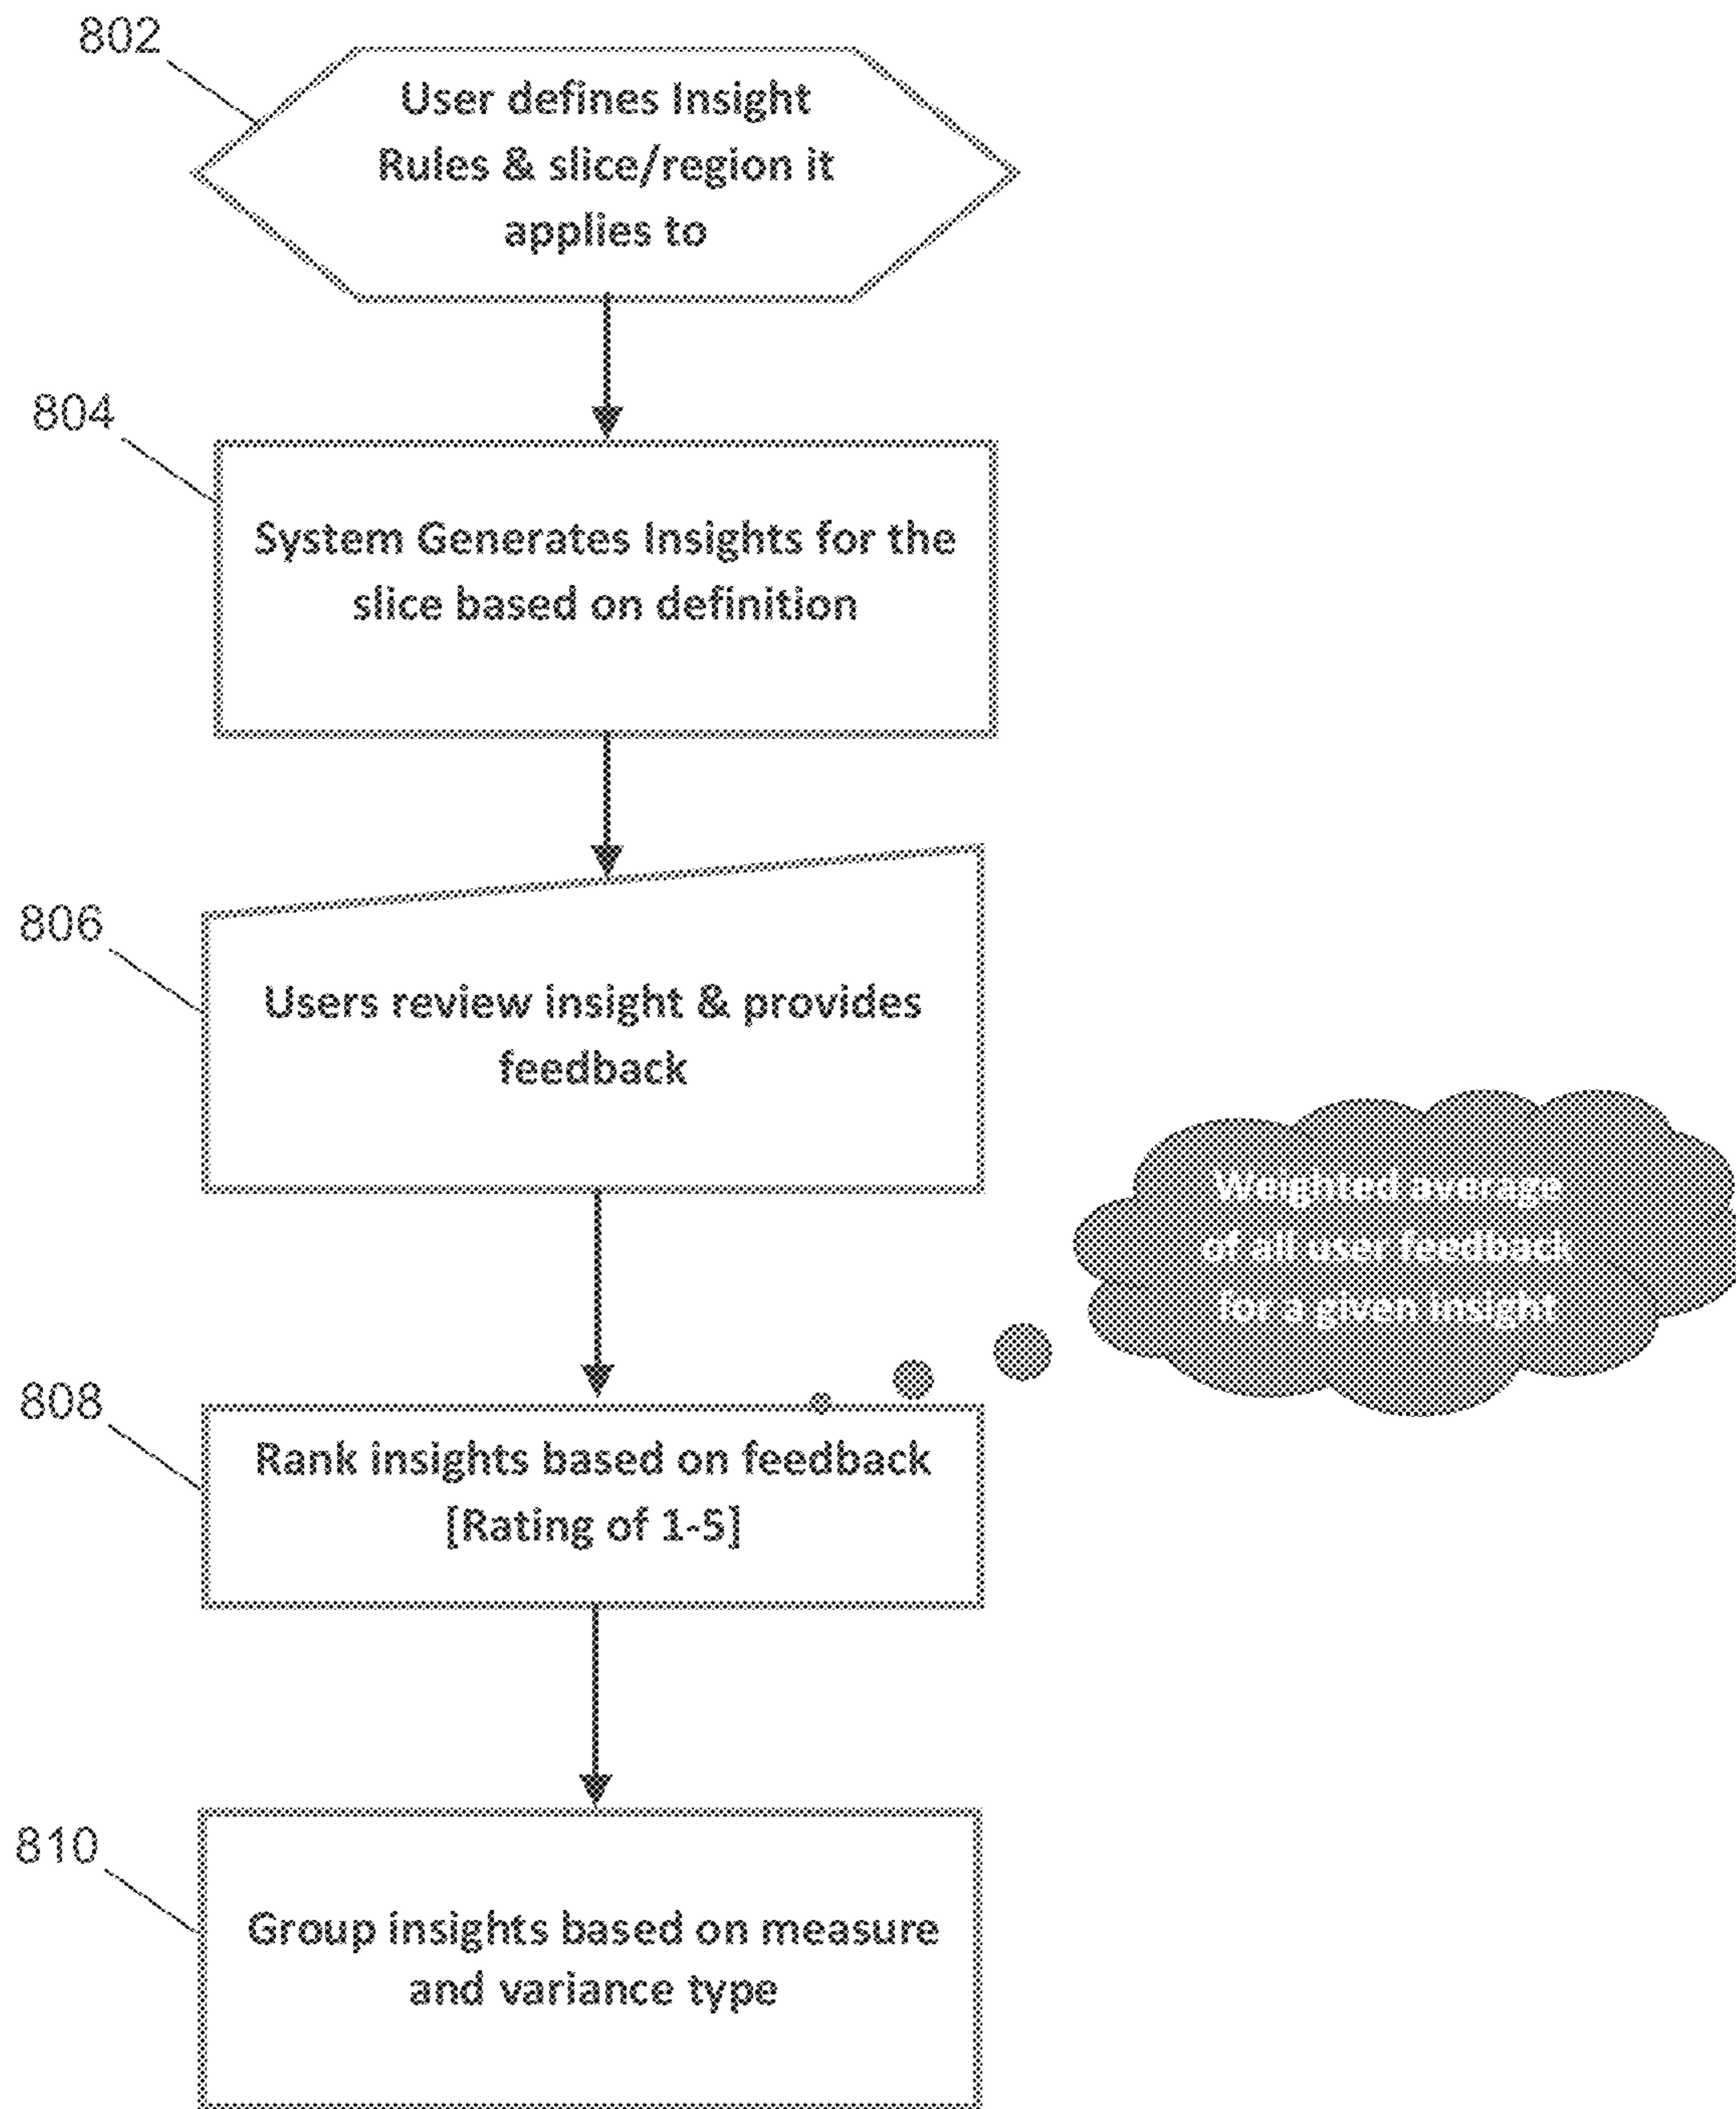 802
User defines Insight
Rules & slice/region it
applies to
804
System Generates Insights for the
slice based on definition
806
Users review insight & provides
feedback
Weighted average
of all user feedback
for a given insight
808
Rank insights based on feedback
[Rating of 1-5]
810
Group insights based on measure
and variance type